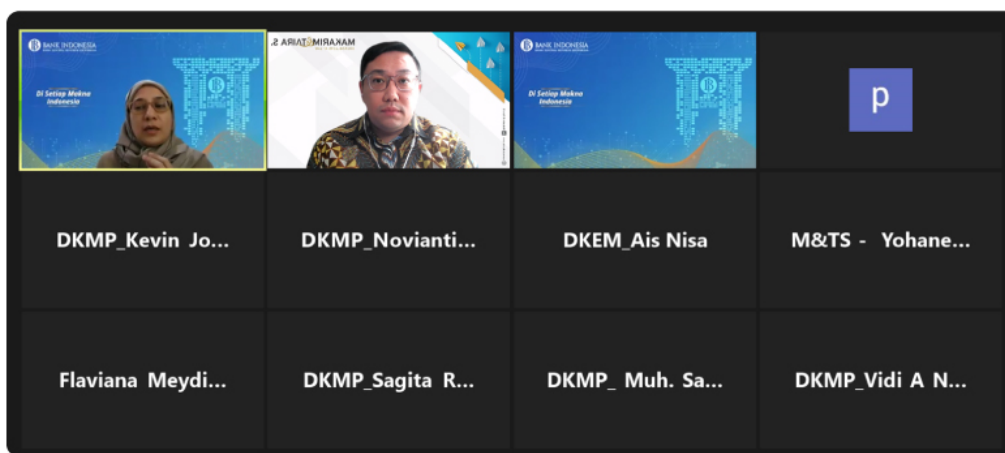 BANK INDONESIA
Di Setiap Makna
Indonesia
MAKARIM&TAIRA S.
BANK INDONESIA
Di Setiap Makna
Indonesia
p
DKMP_Kevin Jo...
DKMP_Novianti...
DKEM_Ais Nisa
M&TS - Yohane...
Flaviana Meydi...
DKMP_Sagita R...
DKMP_ Muh. Sa...
DKMP_Vidi A N...